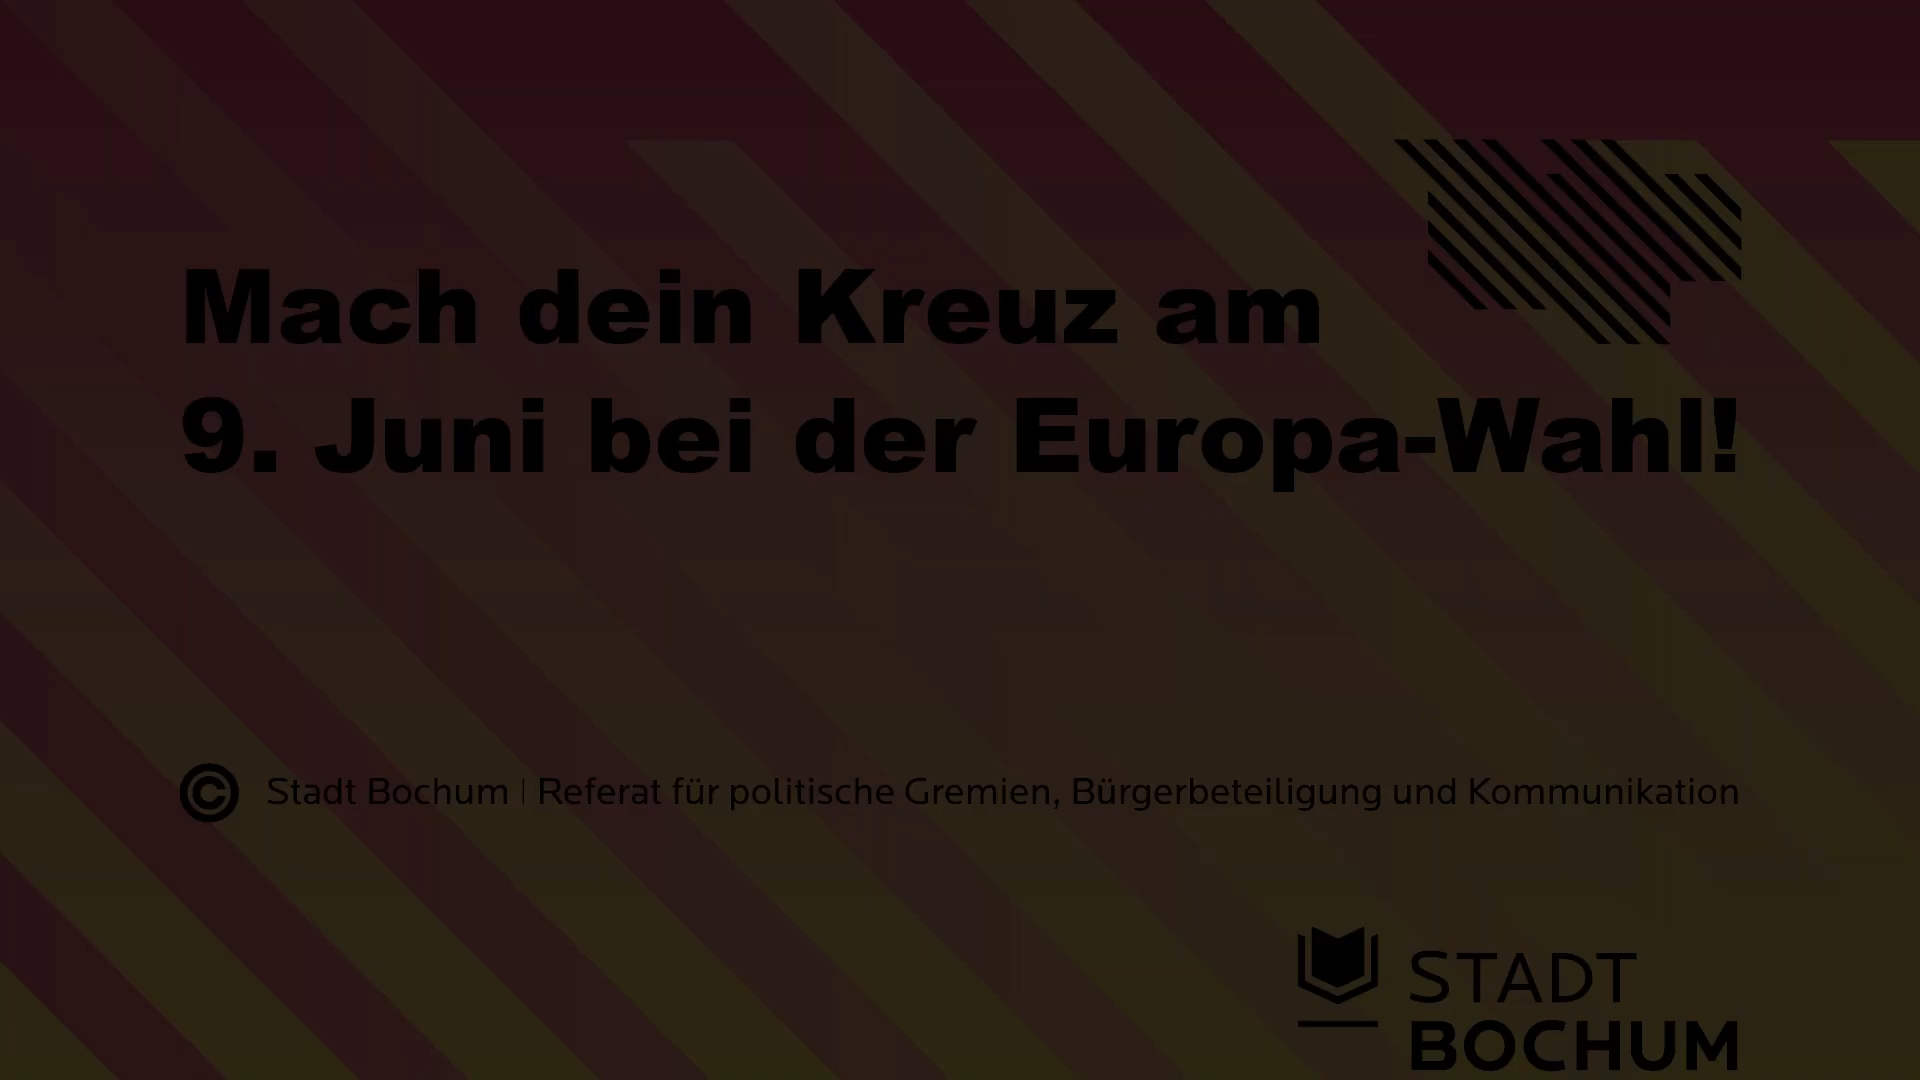 Mach dein Kreuz am
9. Juni bei der Europa-Wahl!
© Stadt Bochum | Referat für politische Gremien, Bürgerbeteiligung und Kommunikation
STADT
BOCHUM